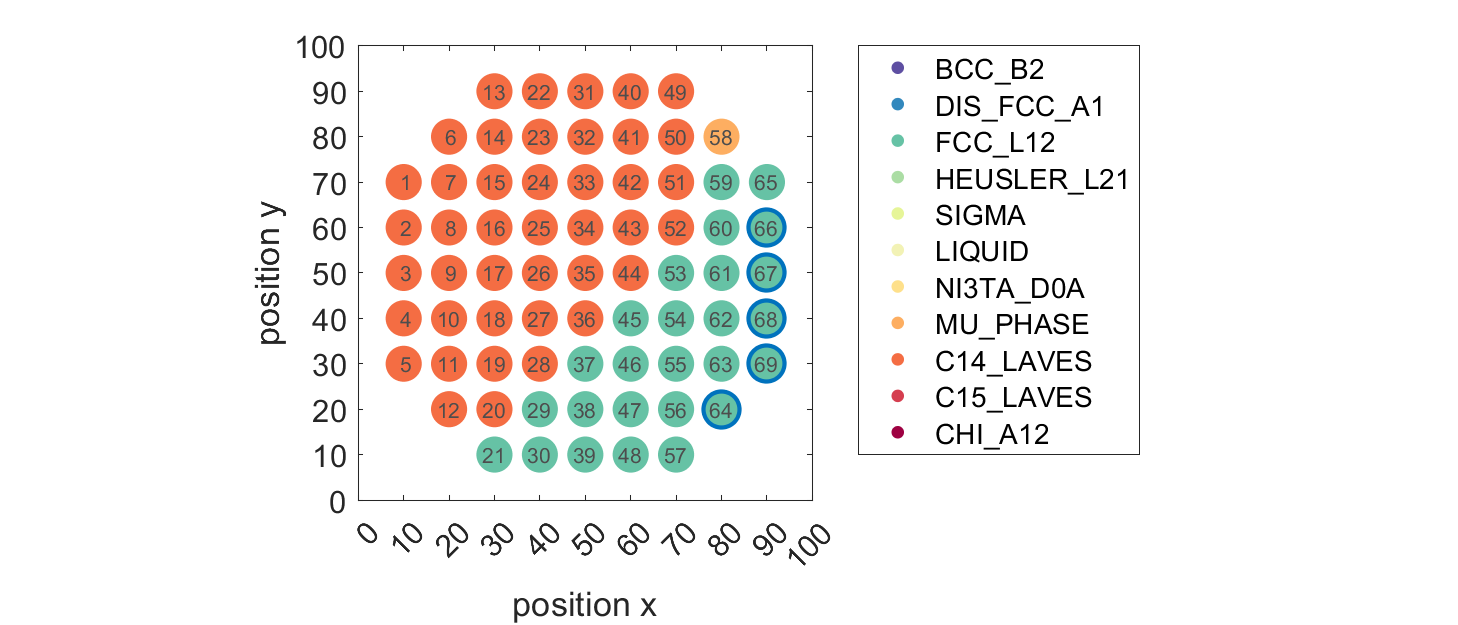 100
90
80
70
60
50
40
30
20
10
0
position y
13 22 31 40 49
6 14 23 32 41 50 58
1 7 15 24 33 42 51 59 65
2 8 16 25 34 43 52 60 66
3 9 17 26 35 44 53 61 67
4 10 18 27 36 45 54 62 68
5 11 19 28 37 46 55 63 69
12 20 29 38 47 56 64
21 30 39 48 57
0 10 20 30 40 50 60 70 80 90 100
position x
BCC_B2
DIS_FCC_A1
FCC_L12
HEUSLER_L21
SIGMA
LIQUID
NI3TA_D0A
MU_PHASE
C14_LAVES
C15_LAVES
CHI_A12